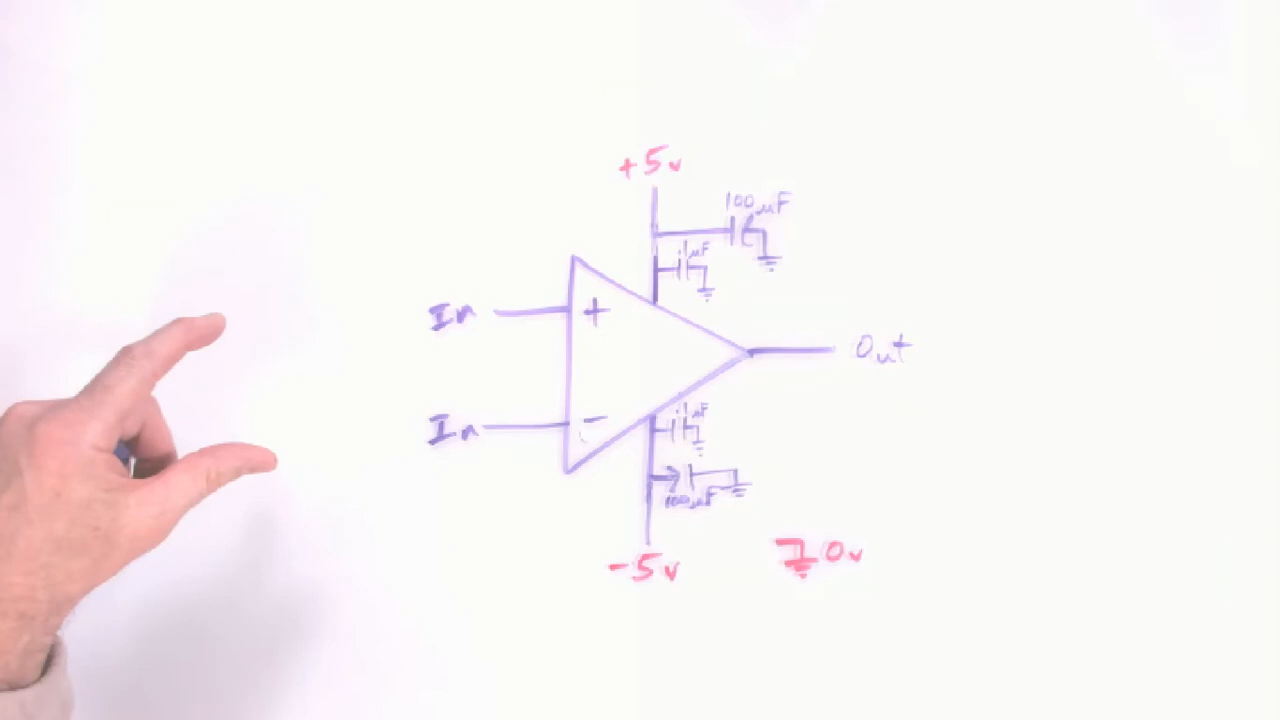 +5v
100µF
.1µF
In
+
Out
In
-
.1µF
100µF
-5v
0v